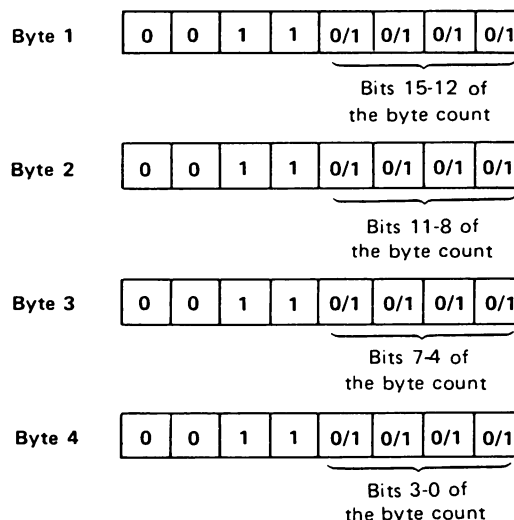 Byte 1 0 0 1 1 0/1 0/1 0/1 0/1
Bits 15-12 of
the byte count
Byte 2 0 0 1 1 0/1 0/1 0/1 0/1
Bits 11-8 of
the byte count
Byte 3 0 0 1 1 0/1 0/1 0/1 0/1
Bits 7-4 of
the byte count
Byte 4 0 0 1 1 0/1 0/1 0/1 0/1
Bits 3-0 of
the byte count